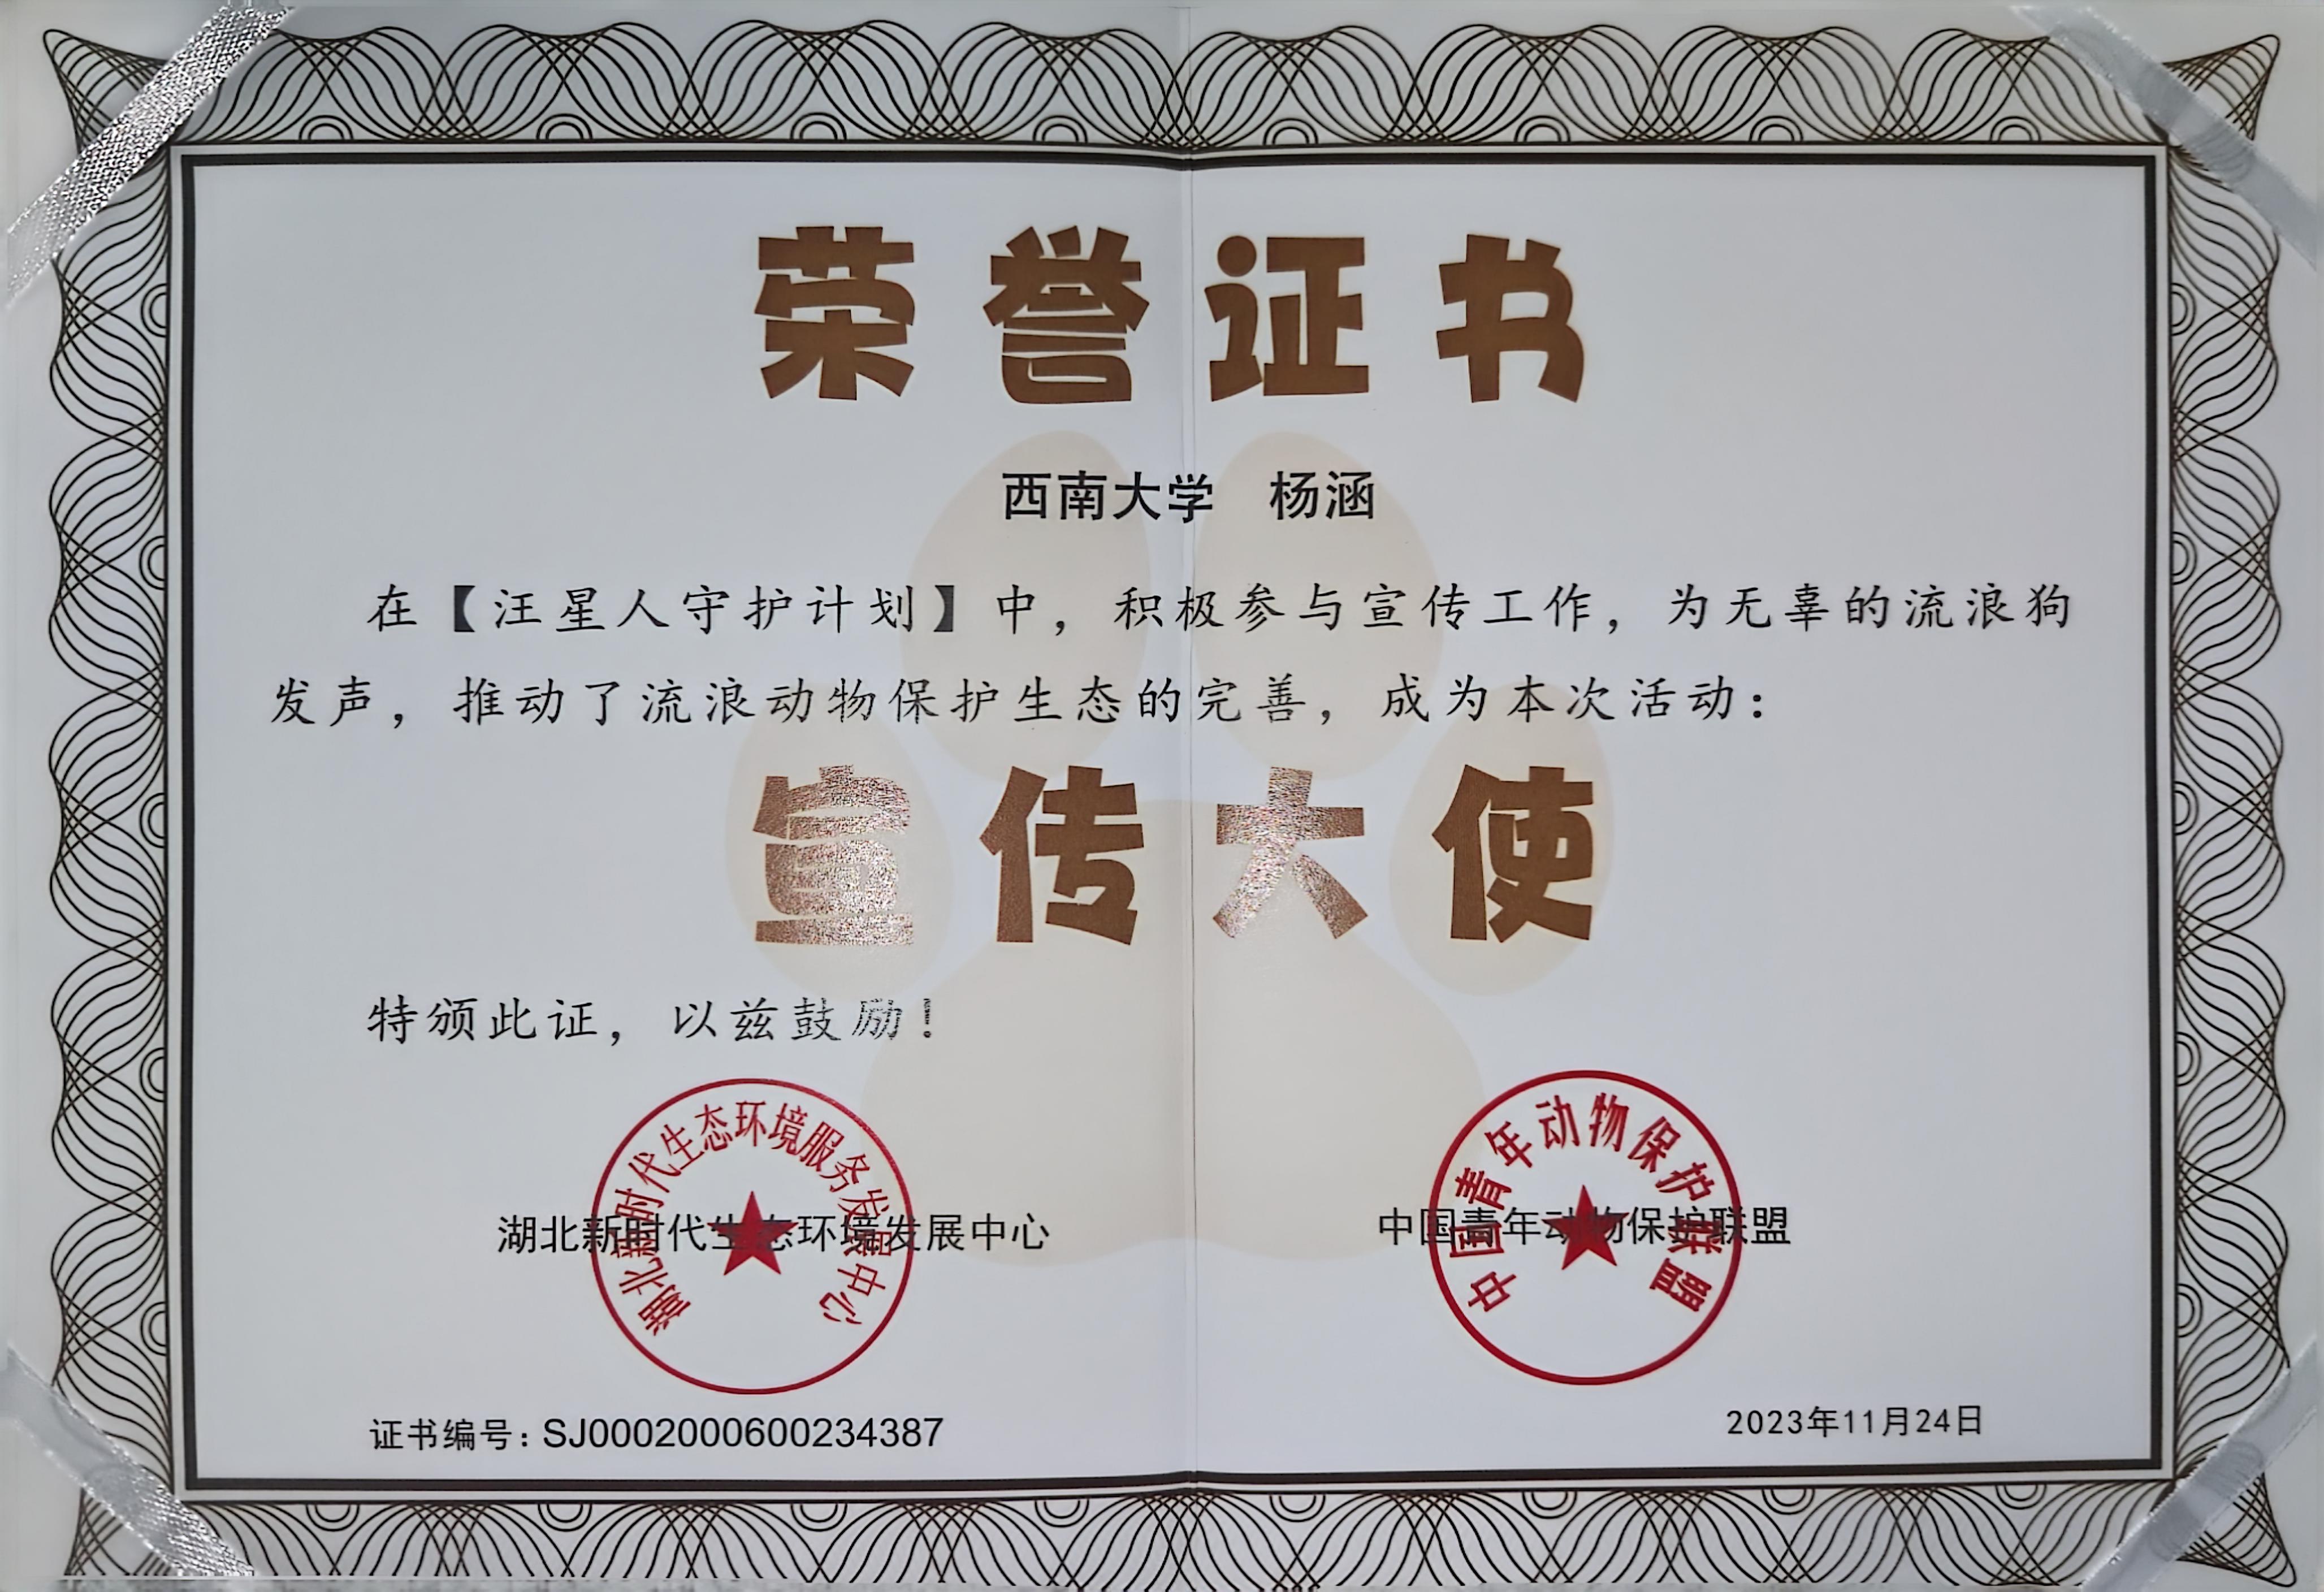 荣誉证书
西南大学 杨涵
在【汪星人守护计划】中，积极参与宣传工作，为无辜的流浪狗
发声，推动了流浪动物保护生态的完善，成为本次活动：
宣传大使
特颁此证，以兹鼓励！
湖北新时代生态环境服务发展中心
湖北新时代生态环境发展中心
中国青年动物保护联盟
中国青年动物保护联盟
证书编号：SJ0002000600234387
2023年11月24日